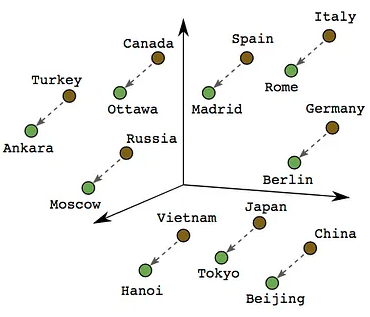 Italy
Canada
Spain
Rome
Turkey
Ottawa
Madrid
Germany
Ankara
Russia
Berlin
Moscow
Vietnam
Japan
China
Tokyo
Hanoi
Beijing